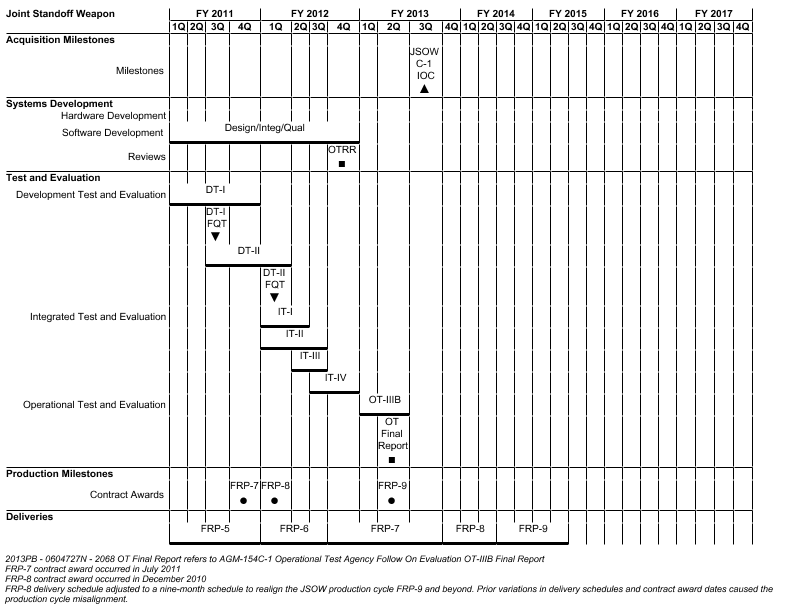 Joint Standoff Weapon FY 2011 FY 2012 FY 2013 FY 2014 FY 2015 FY 2016 FY 2017
1Q 2Q 3Q 4Q 1Q 2Q 3Q 4Q 1Q 2Q 3Q 4Q 1Q 2Q 3Q 4Q 1Q 2Q 3Q 4Q 1Q 2Q 3Q 4Q 1Q 2Q 3Q 4Q
Acquisition Milestones
Milestones
JSOW
C-1
IOC
Systems Development
Hardware Development
Software Development Design/Integ/Qual
Reviews OTRR
Test and Evaluation
Development Test and Evaluation DT-I
DT-I
FQT
DT-II
DT-II
FQT
IT-I
Integrated Test and Evaluation
IT-II
IT-III
IT-IV
Operational Test and Evaluation OT-IIIB
OT
Final
Report
Production Milestones
Contract Awards FRP-7 FRP-8 FRP-9
Deliveries
FRP-5 FRP-6 FRP-7 FRP-8 FRP-9
2013PB - 0604727N - 2068 OT Final Report refers to AGM-154C-1 Operational Test Agency Follow On Evaluation OT-IIIB Final Report
FRP-7 contract award occurred in July 2011
FRP-8 contract award occurred in December 2010
FRP-8 delivery schedule adjusted to a nine-month schedule to realign the JSOW production cycle FRP-9 and beyond. Prior variations in delivery schedules and contract award dates caused the
production cycle misalignment.